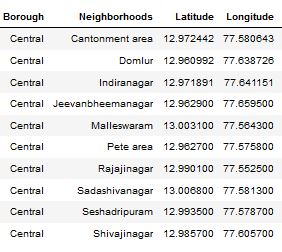 Borough Neighborhoods Latitude Longitude
Central Cantonment area 12.972442 77.580643
Central Domlur 12.960992 77.638726
Central Indiranagar 12.971891 77.641151
Central Jeevanbheemanagar 12.962900 77.659500
Central Malleswaram 13.003100 77.564300
Central Pete area 12.962700 77.575800
Central Rajajinagar 12.990100 77.552500
Central Sadashivanagar 13.006800 77.581300
Central Seshadripuram 12.993500 77.578700
Central Shivajinagar 12.985700 77.605700